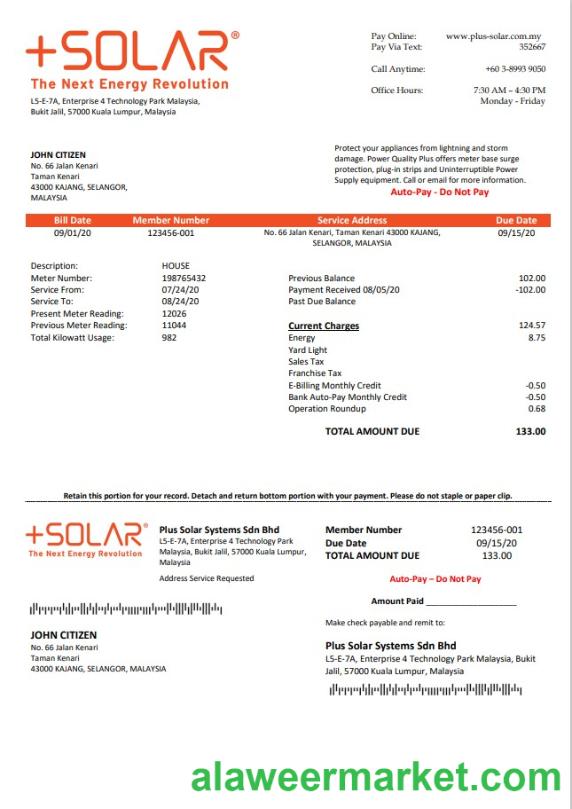 +SOLAR®
The Next Energy Revolution
L5-E-7A, Enterprise 4 Technology Park Malaysia,
Bukit Jalil, 57000 Kuala Lumpur, Malaysia
Pay Online: www.plus-solar.com.my
Pay Via Text: 352667
Call Anytime: +60 3-8993 9050
Office Hours: 7:30 AM – 4:30 PM
Monday - Friday
JOHN CITIZEN
No. 66 Jalan Kenari
Taman Kenari
43000 KAJANG, SELANGOR,
MALAYSIA
Protect your appliances from lightning and storm
damage. Power Quality Plus offers meter base surge
protection, plug-in strips and Uninterruptible Power
Supply equipment. Call or email for more information.
Auto-Pay - Do Not Pay
Bill Date Member Number Service Address Due Date
09/01/20 123456-001 No. 66 Jalan Kenari, Taman Kenari 43000 KAJANG, 09/15/20
SELANGOR, MALAYSIA
Description: HOUSE
Meter Number: 198765432
Service From: 07/24/20
Service To: 08/24/20
Present Meter Reading: 12026
Previous Meter Reading: 11044
Total Kilowatt Usage: 982
Previous Balance 102.00
Payment Received 08/05/20 -102.00
Past Due Balance
Current Charges 124.57
Energy 8.75
Yard Light
Sales Tax
Franchise Tax
E-Billing Monthly Credit -0.50
Bank Auto-Pay Monthly Credit -0.50
Operation Roundup 0.68
TOTAL AMOUNT DUE 133.00
Retain this portion for your record. Detach and return bottom portion with your payment. Please do not staple or paper clip.
+SOLAR®
The Next Energy Revolution
Plus Solar Systems Sdn Bhd
L5-E-7A, Enterprise 4 Technology Park
Malaysia, Bukit Jalil, 57000 Kuala Lumpur,
Malaysia
Address Service Requested
Member Number 123456-001
Due Date 09/15/20
TOTAL AMOUNT DUE 133.00
Auto-Pay – Do Not Pay
Amount Paid ____________________
JOHN CITIZEN
No. 66 Jalan Kenari
Taman Kenari
43000 KAJANG, SELANGOR, MALAYSIA
Make check payable and remit to:
Plus Solar Systems Sdn Bhd
L5-E-7A, Enterprise 4 Technology Park Malaysia, Bukit
Jalil, 57000 Kuala Lumpur, Malaysia
alaweermarket.com